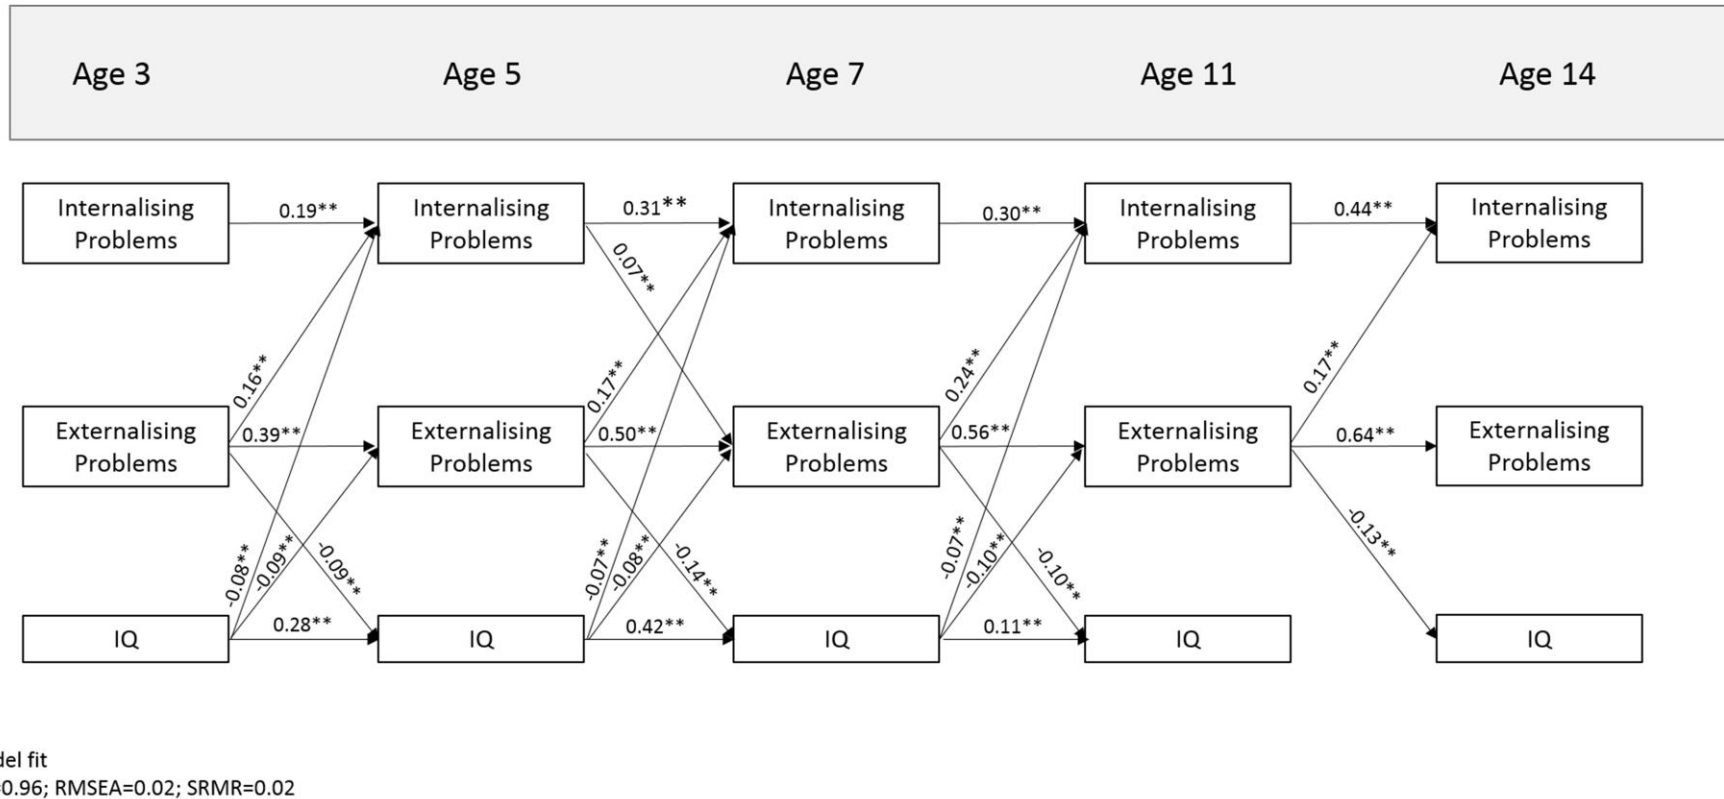 Age 3 Age 5 Age 7 Age 11 Age 14
Internalising Problems
0.19**
Internalising Problems
0.31**
Internalising Problems
0.30**
Internalising Problems
0.44**
Internalising Problems
0.07**
0.16**
0.17**
0.24**
0.17**
Externalising Problems
0.39**
Externalising Problems
0.50**
Externalising Problems
0.56**
Externalising Problems
0.64**
Externalising Problems
-0.08**
-0.09**
-0.09**
-0.07**
-0.08**
-0.14**
-0.07**
-0.10**
-0.10**
-0.13**
IQ
0.28**
IQ
0.42**
IQ
0.11**
IQ
IQ
del fit
=0.96; RMSEA=0.02; SRMR=0.02